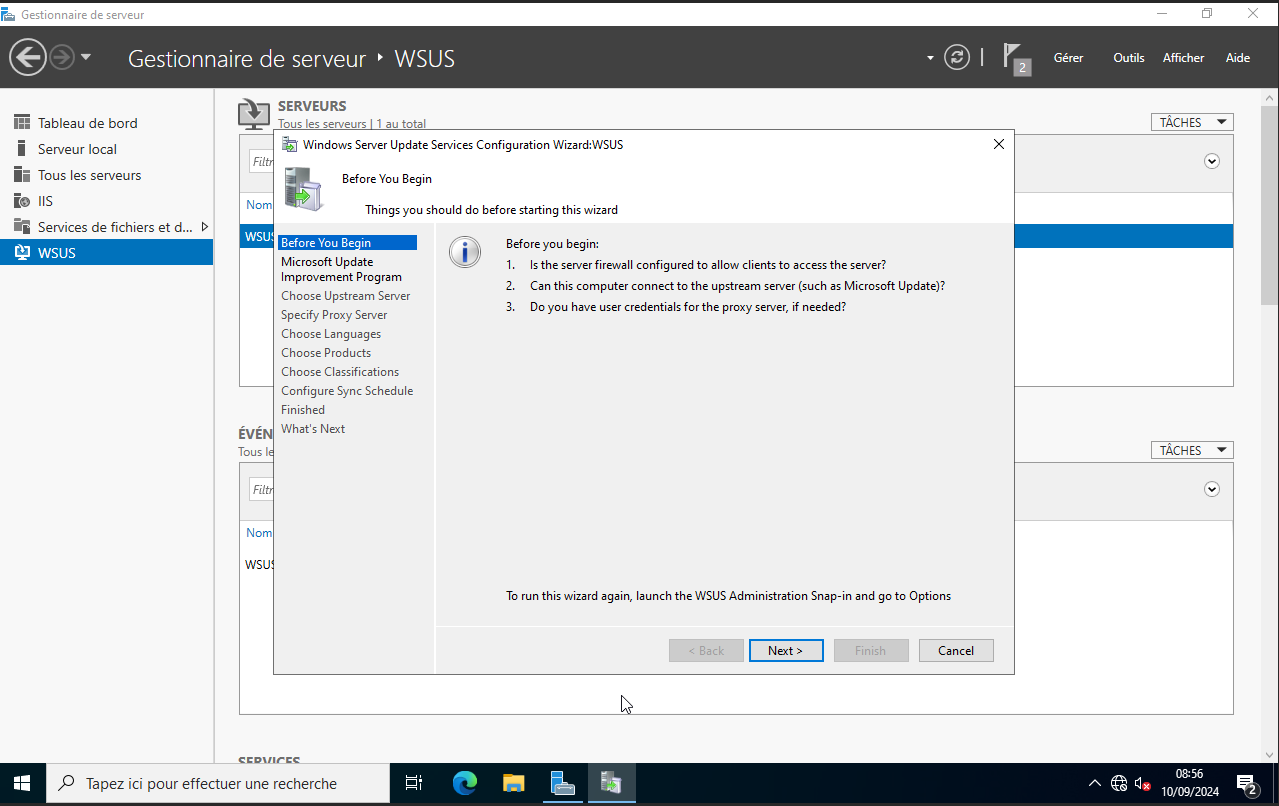 Gestionnaire de serveur
Gestionnaire de serveur ‣ WSUS
2
Gérer
Outils
Afficher
Aide
Tableau de bord
Serveur local
Tous les serveurs
IIS
Services de fichiers et d...
WSUS
SERVEURS
Tous les serveurs | 1 au total
TÂCHES
Filtr
Nom
WSUS
Windows Server Update Services Configuration Wizard:WSUS
Before You Begin
Things you should do before starting this wizard
Before You Begin
Microsoft Update
Improvement Program
Choose Upstream Server
Specify Proxy Server
Choose Languages
Choose Products
Choose Classifications
Configure Sync Schedule
Finished
What's Next
Before you begin:
1. Is the server firewall configured to allow clients to access the server?
2. Can this computer connect to the upstream server (such as Microsoft Update)?
3. Do you have user credentials for the proxy server, if needed?
To run this wizard again, launch the WSUS Administration Snap-in and go to Options
< Back
Next >
Finish
Cancel
ÉVÉN
Tous le
TÂCHES
Filtr
Nom
WSUS
SERVICES
Tapez ici pour effectuer une recherche
08:56
10/09/2024
2